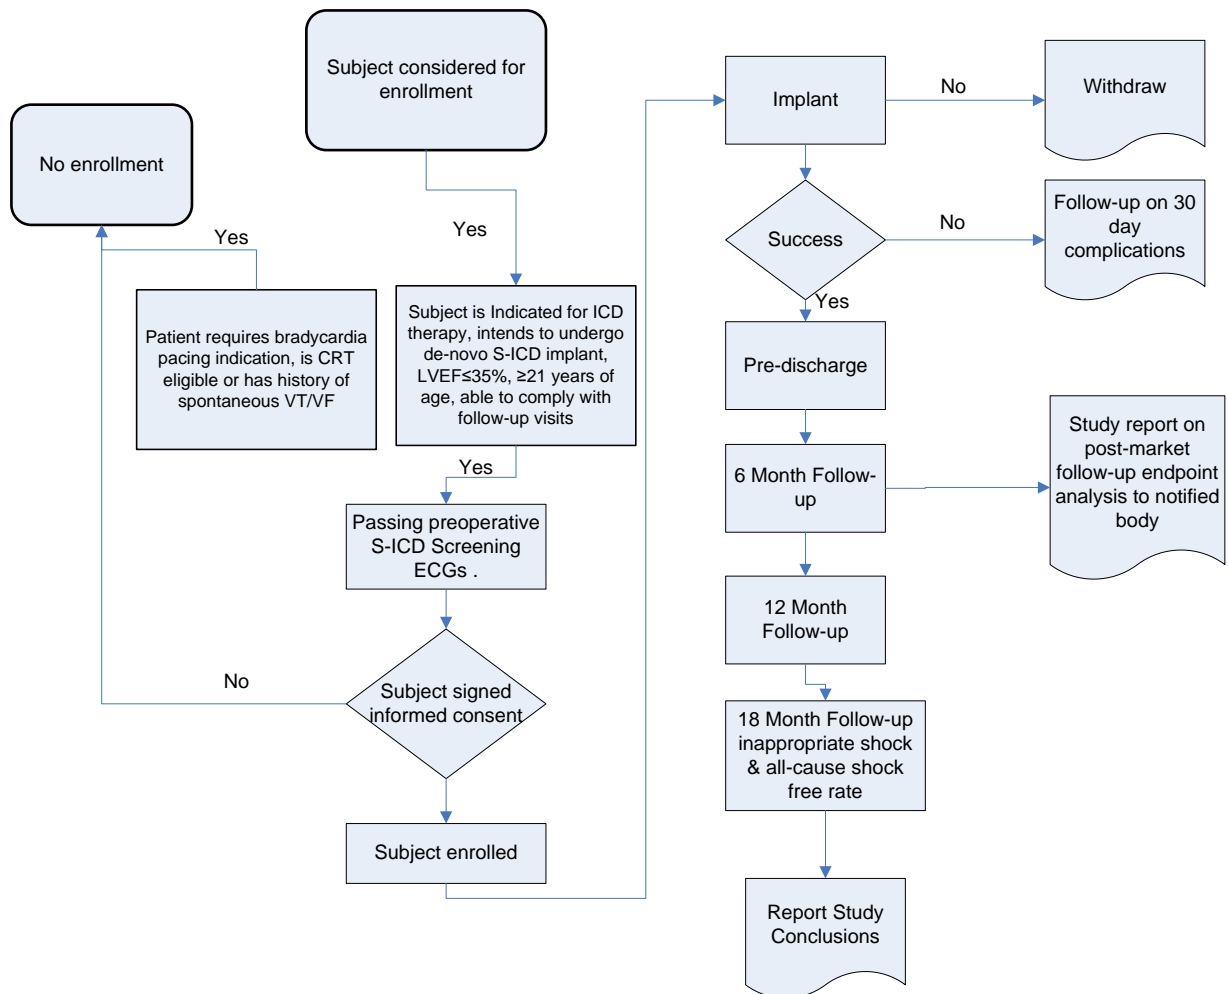 Subject considered for
enrollment
No enrollment
Yes
Yes
Patient requires bradycardia
pacing indication, is CRT
eligible or has history of
spontaneous VT/VF
Subject is Indicated for ICD
therapy, intends to undergo
de-novo S-ICD implant,
LVEF≤35%, ≥21 years of
age, able to comply with
follow-up visits
Yes
Passing preoperative
S-ICD Screening
ECGs .
No
Subject signed
informed consent
Subject enrolled
Implant
No
Withdraw
Success
No
Follow-up on 30
day
complications
Yes
Pre-discharge
6 Month Follow-
up
Study report on
post-market
follow-up endpoint
analysis to notified
body
12 Month
Follow-up
18 Month Follow-up
inappropriate shock
& all-cause shock
free rate
Report Study
Conclusions